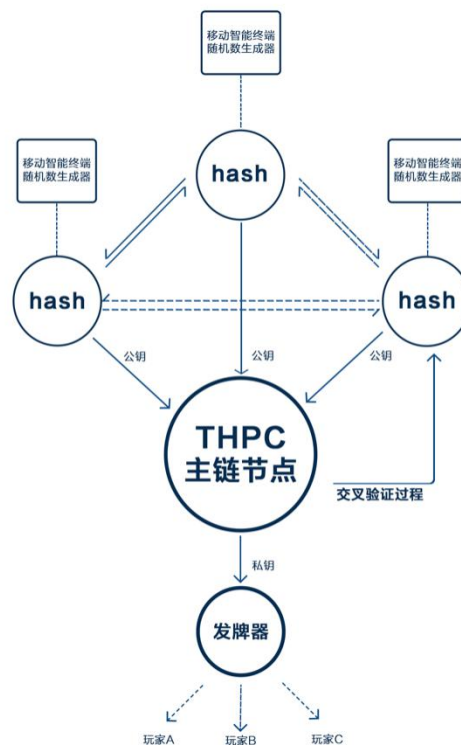 移动智能终端
随机数生成器
hash
移动智能终端
随机数生成器
移动智能终端
随机数生成器
hash
hash
公钥
公钥
公钥
THPC
主链节点
交叉验证过程
私钥
发牌器
玩家A
玩家B
玩家C